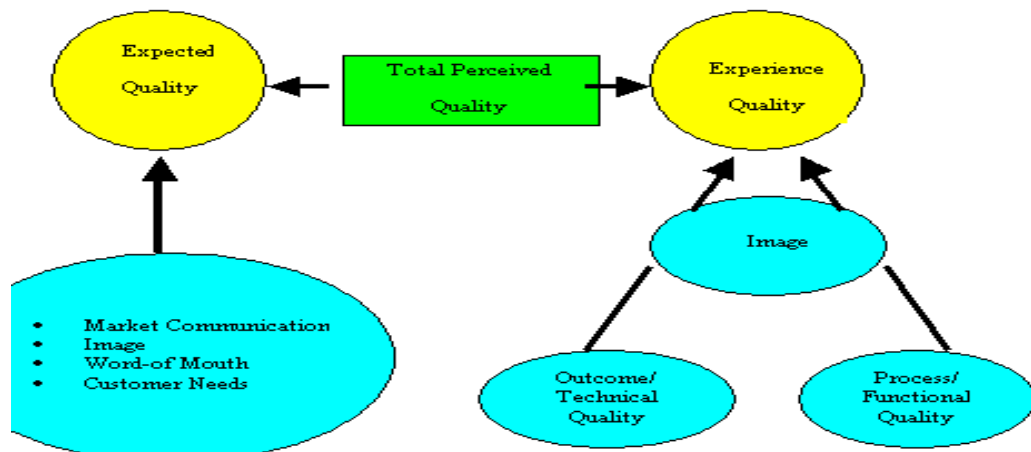 Expected
Quality
Total Perceived
Quality
Experience
Quality
Image
• Market Communication
• Image
• Word-of Mouth
• Customer Needs
Outcome/
Technical
Quality
Process/
Functional
Quality